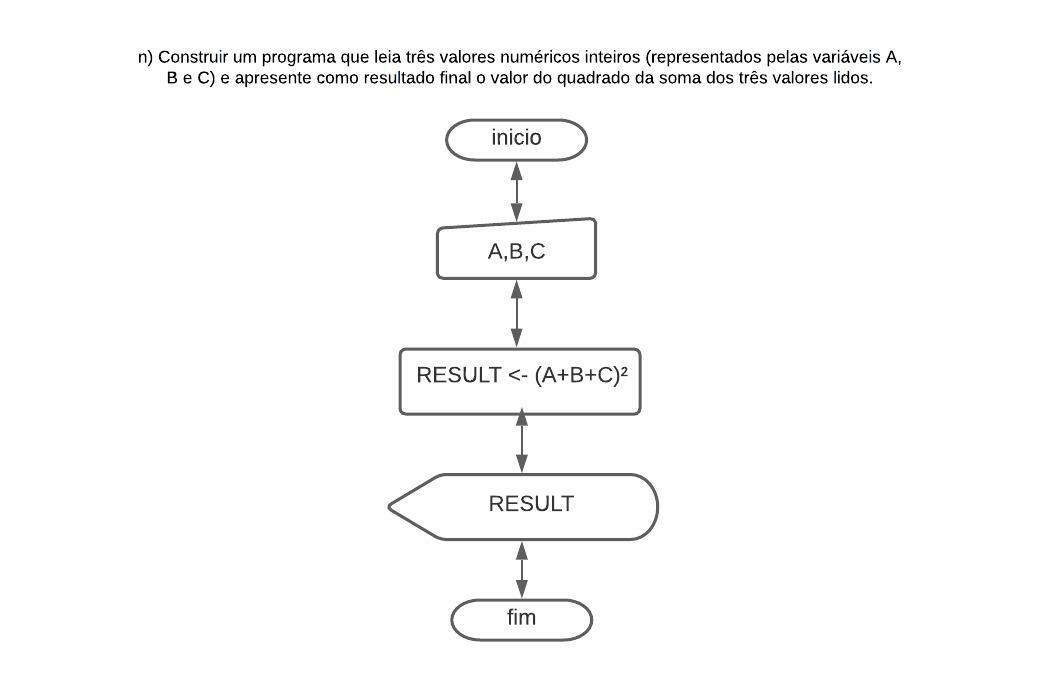 n) Construir um programa que leia três valores numéricos inteiros (representados pelas variáveis A,
B e C) e apresente como resultado final o valor do quadrado da soma dos três valores lidos.
inicio
A,B,C
RESULT <- (A+B+C)²
RESULT
fim